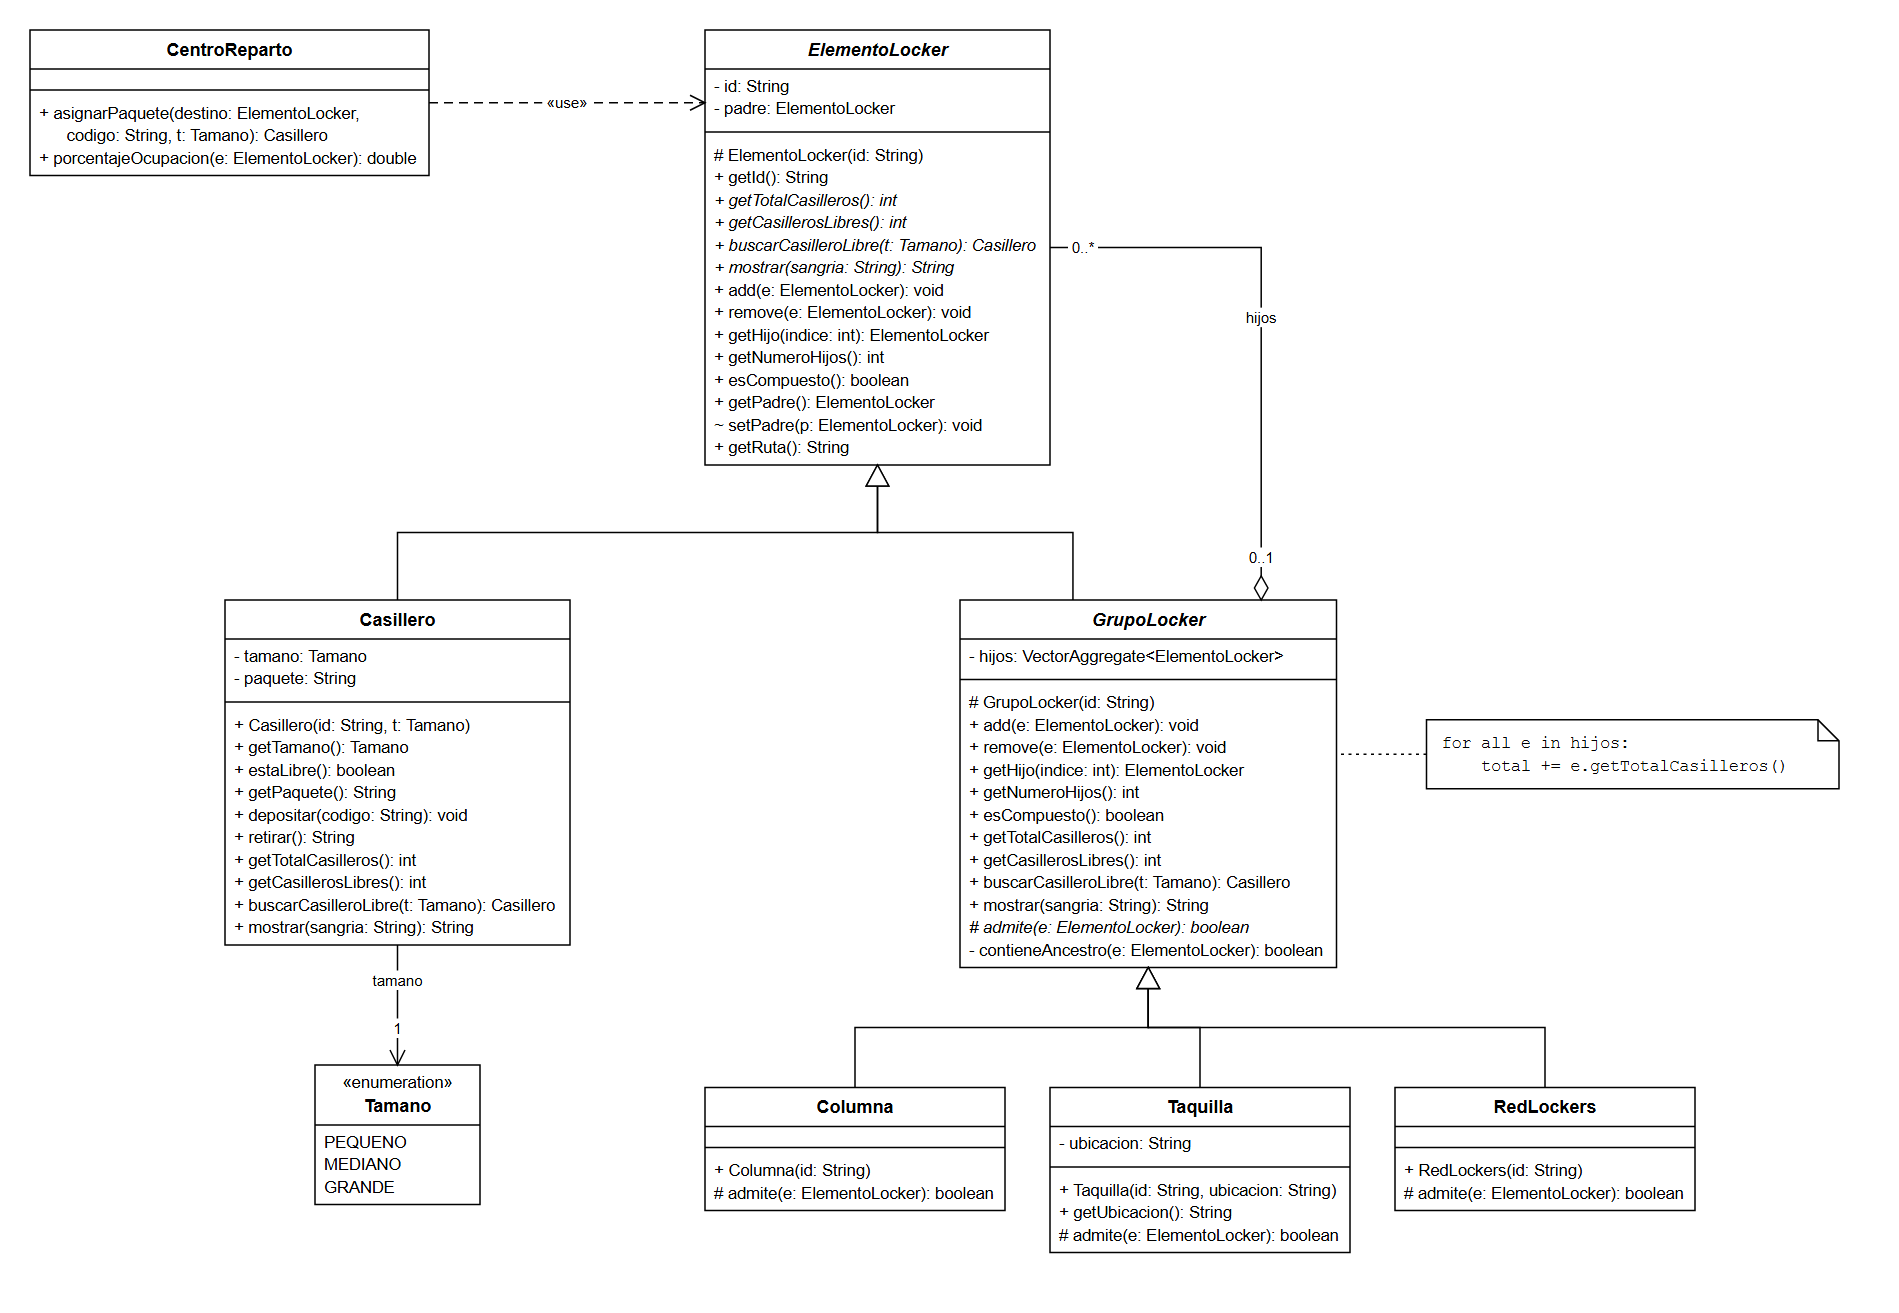 CentroReparto
+ asignarPaquete(destino: ElementoLocker,
codigo: String, t: Tamano): Casillero
+ porcentajeOcupacion(e: ElementoLocker): double
«use»
ElementoLocker
- id: String
- padre: ElementoLocker
# ElementoLocker(id: String)
+ getId(): String
+ getTotalCasilleros(): int
+ getCasillerosLibres(): int
+ buscarCasilleroLibre(t: Tamano): Casillero
+ mostrar(sangria: String): String
+ add(e: ElementoLocker): void
+ remove(e: ElementoLocker): void
+ getHijo(indice: int): ElementoLocker
+ getNumeroHijos(): int
+ esCompuesto(): boolean
+ getPadre(): ElementoLocker
~ setPadre(p: ElementoLocker): void
+ getRuta(): String
0..*
hijos
0..1
Casillero
- tamano: Tamano
- paquete: String
+ Casillero(id: String, t: Tamano)
+ getTamano(): Tamano
+ estaLibre(): boolean
+ getPaquete(): String
+ depositar(codigo: String): void
+ retirar(): String
+ getTotalCasilleros(): int
+ getCasillerosLibres(): int
+ buscarCasilleroLibre(t: Tamano): Casillero
+ mostrar(sangria: String): String
GrupoLocker
- hijos: VectorAggregate<ElementoLocker>
# GrupoLocker(id: String)
+ add(e: ElementoLocker): void
+ remove(e: ElementoLocker): void
+ getHijo(indice: int): ElementoLocker
+ getNumeroHijos(): int
+ esCompuesto(): boolean
+ getTotalCasilleros(): int
+ getCasillerosLibres(): int
+ buscarCasilleroLibre(t: Tamano): Casillero
+ mostrar(sangria: String): String
# admite(e: ElementoLocker): boolean
- contieneAncestro(e: ElementoLocker): boolean
for all e in hijos:
total += e.getTotalCasilleros()
tamano
1
«enumeration»
Tamano
PEQUENO
MEDIANO
GRANDE
Columna
+ Columna(id: String)
# admite(e: ElementoLocker): boolean
Taquilla
- ubicacion: String
+ Taquilla(id: String, ubicacion: String)
+ getUbicacion(): String
# admite(e: ElementoLocker): boolean
RedLockers
+ RedLockers(id: String)
# admite(e: ElementoLocker): boolean